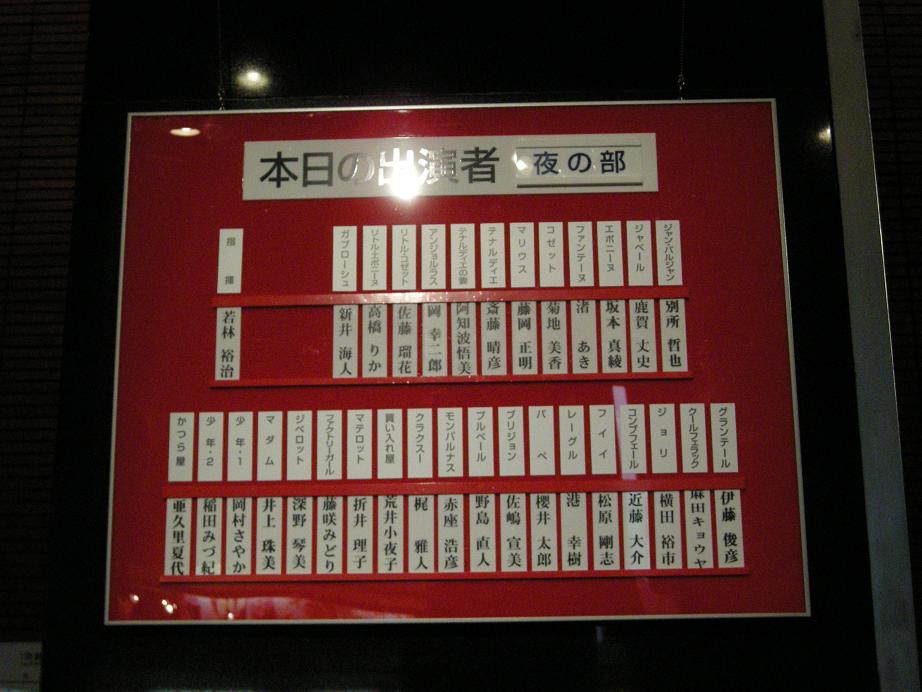 本日の出演者 夜の部
ジャン・バルジャン 別所 哲也
ジャベール 鹿賀 丈史
エポニーヌ 坂本 真綾
ファンテーヌ 渚 あき
コゼット 菊地 美香
マリウス 藤岡 正明
テナルディエ 斎藤 晴彦
テナルディエの妻 阿知波悟美
アンジョルラス 岡 幸二郎
リトル・コゼット 佐藤 瑠花
リトル・エポニーヌ 高橋 りか
ガブローシュ 新井 海人
指揮 若林 裕治
グランテール 伊藤 俊彦
クールフェラック 麻田キョウヤ
ジョリ 横田 裕市
コンブフェール 近藤 大介
フイイ 松原 剛志
レーグル 港 幸樹
バベ 櫻井 太郎
ブリジョン 佐嶋 宣美
プルベール 野島 直人
モンパルナス 赤座 浩彦
クラクスー 梶 雅人
買い入れ屋 荒井小夜子
マテロット 折井 理子
ファクトリーガール 藤咲みどり
ジベロット 深野 琴美
マダム 井上 珠美
少年・1 岡村さやか
少年・2 稲田みづ紀
かつら屋 亜久里夏代